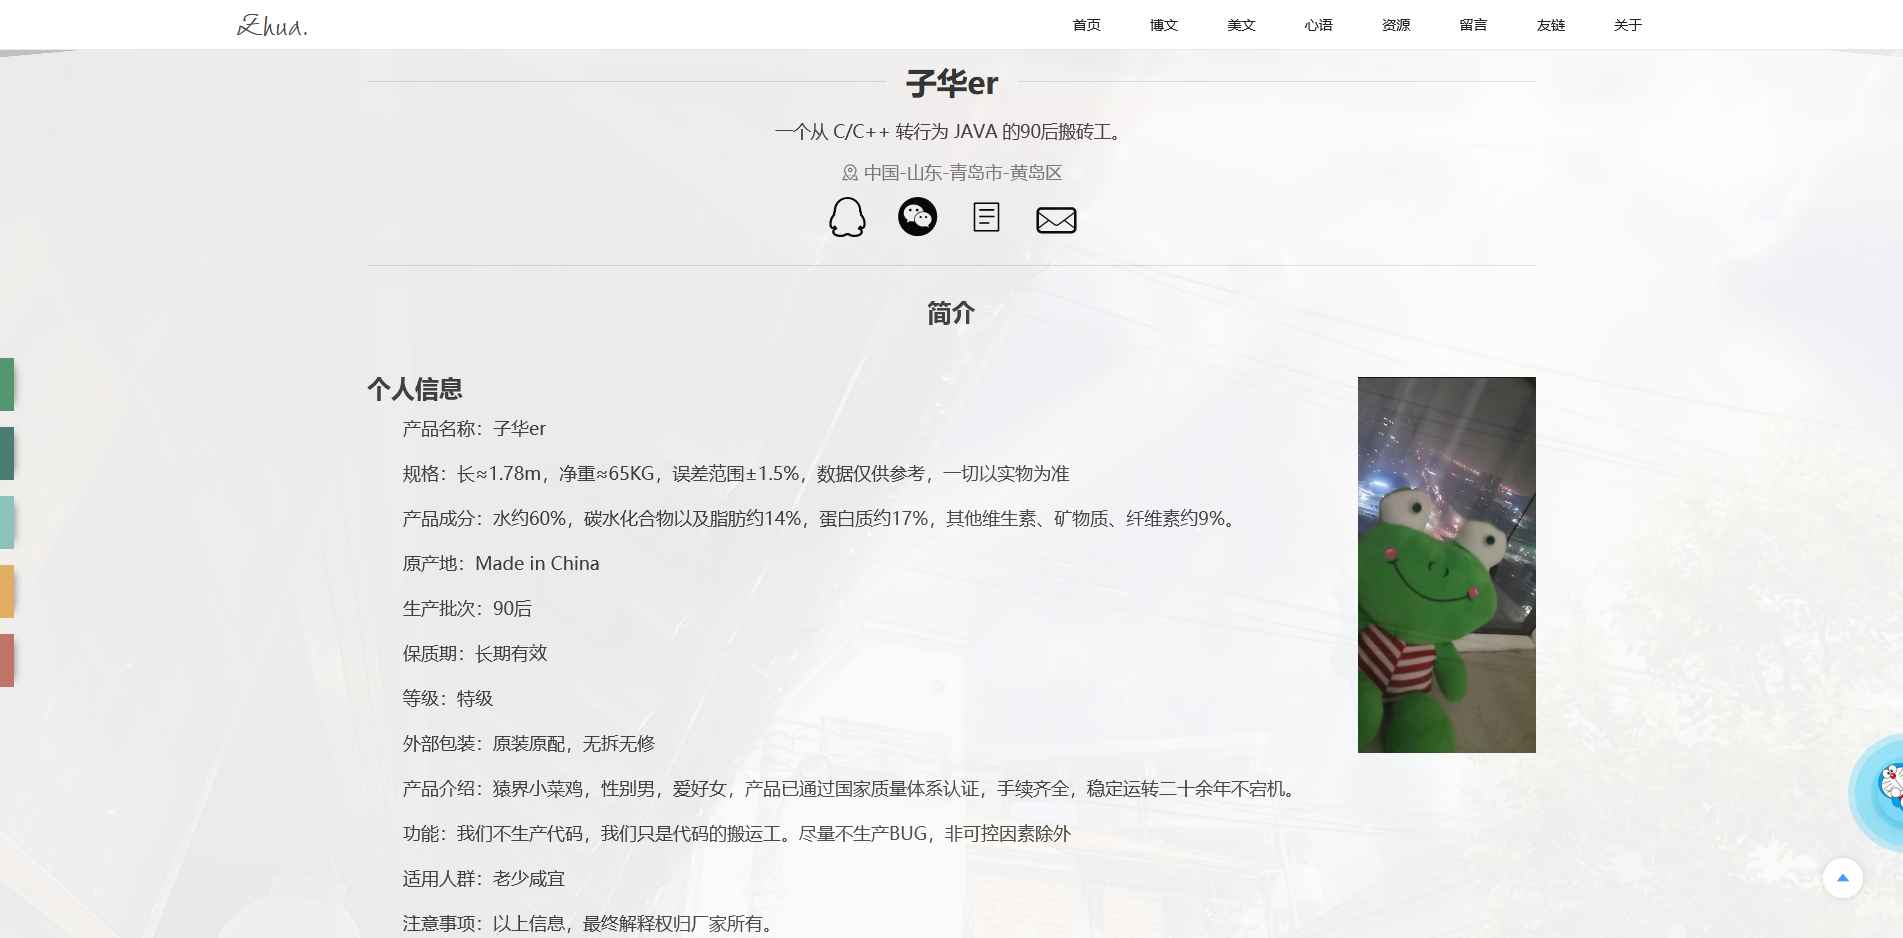 Zhua.
首页 博文 美文 心语 资源 留言 友链 关于
子华er
一个从 C/C++ 转行为 JAVA 的90后搬砖工。
中国-山东-青岛市-黄岛区
简介
个人信息
产品名称：子华er
规格：长≈1.78m，净重≈65KG，误差范围±1.5%，数据仅供参考，一切以实物为准
产品成分：水约60%，碳水化合物以及脂肪约14%，蛋白质约17%，其他维生素、矿物质、纤维素约9%。
原产地：Made in China
生产批次：90后
保质期：长期有效
等级：特级
外部包装：原装原配，无拆无修
产品介绍：猿界小菜鸡，性别男，爱好女，产品已通过国家质量体系认证，手续齐全，稳定运转二十余年不宕机。
功能：我们不生产代码，我们只是代码的搬运工。尽量不生产BUG，非可控因素除外
适用人群：老少咸宜
注意事项：以上信息，最终解释权归厂家所有。